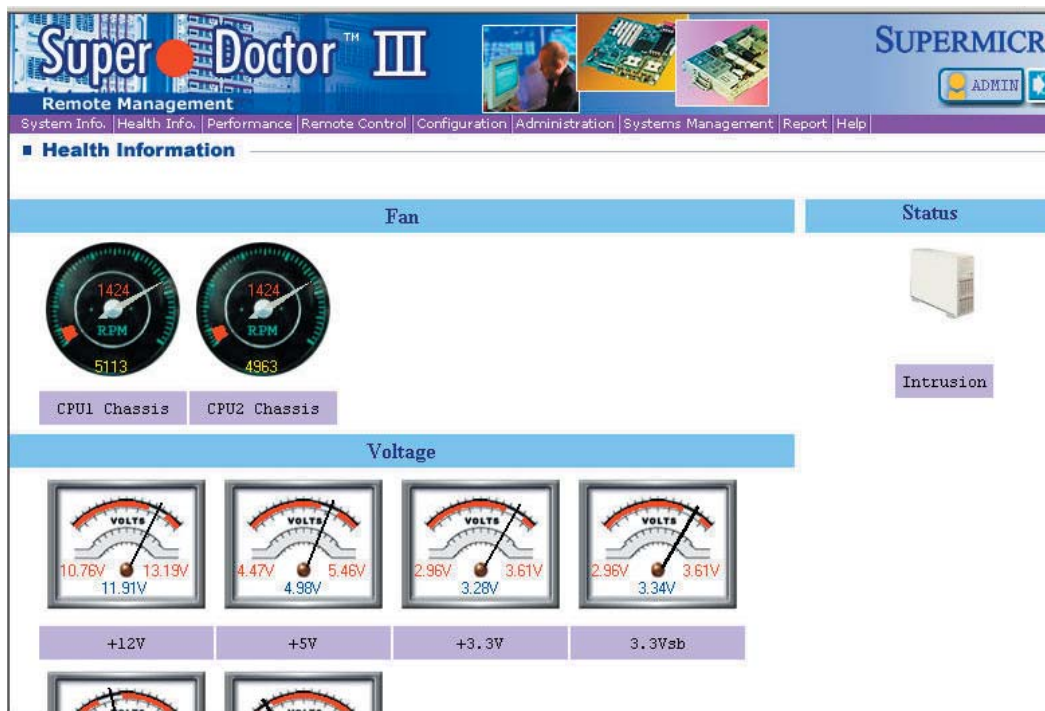 Super Doctor ™ III
SUPERMICR
ADMIN
Remote Management
System Info. Health Info. Performance Remote Control Configuration Administration Systems Management Report Help
Health Information
Fan
Status
1424 1424
RPM RPM
5113 4963
CPU1 Chassis CPU2 Chassis
Intrusion
Voltage
VOLTS VOLTS VOLTS VOLTS
10.76V 13.19V 4.47V 5.46V 2.96V 3.61V 2.96V 3.61V
11.91V 4.98V 3.28V 3.34V
+12V +5V +3.3V 3.3Vsb